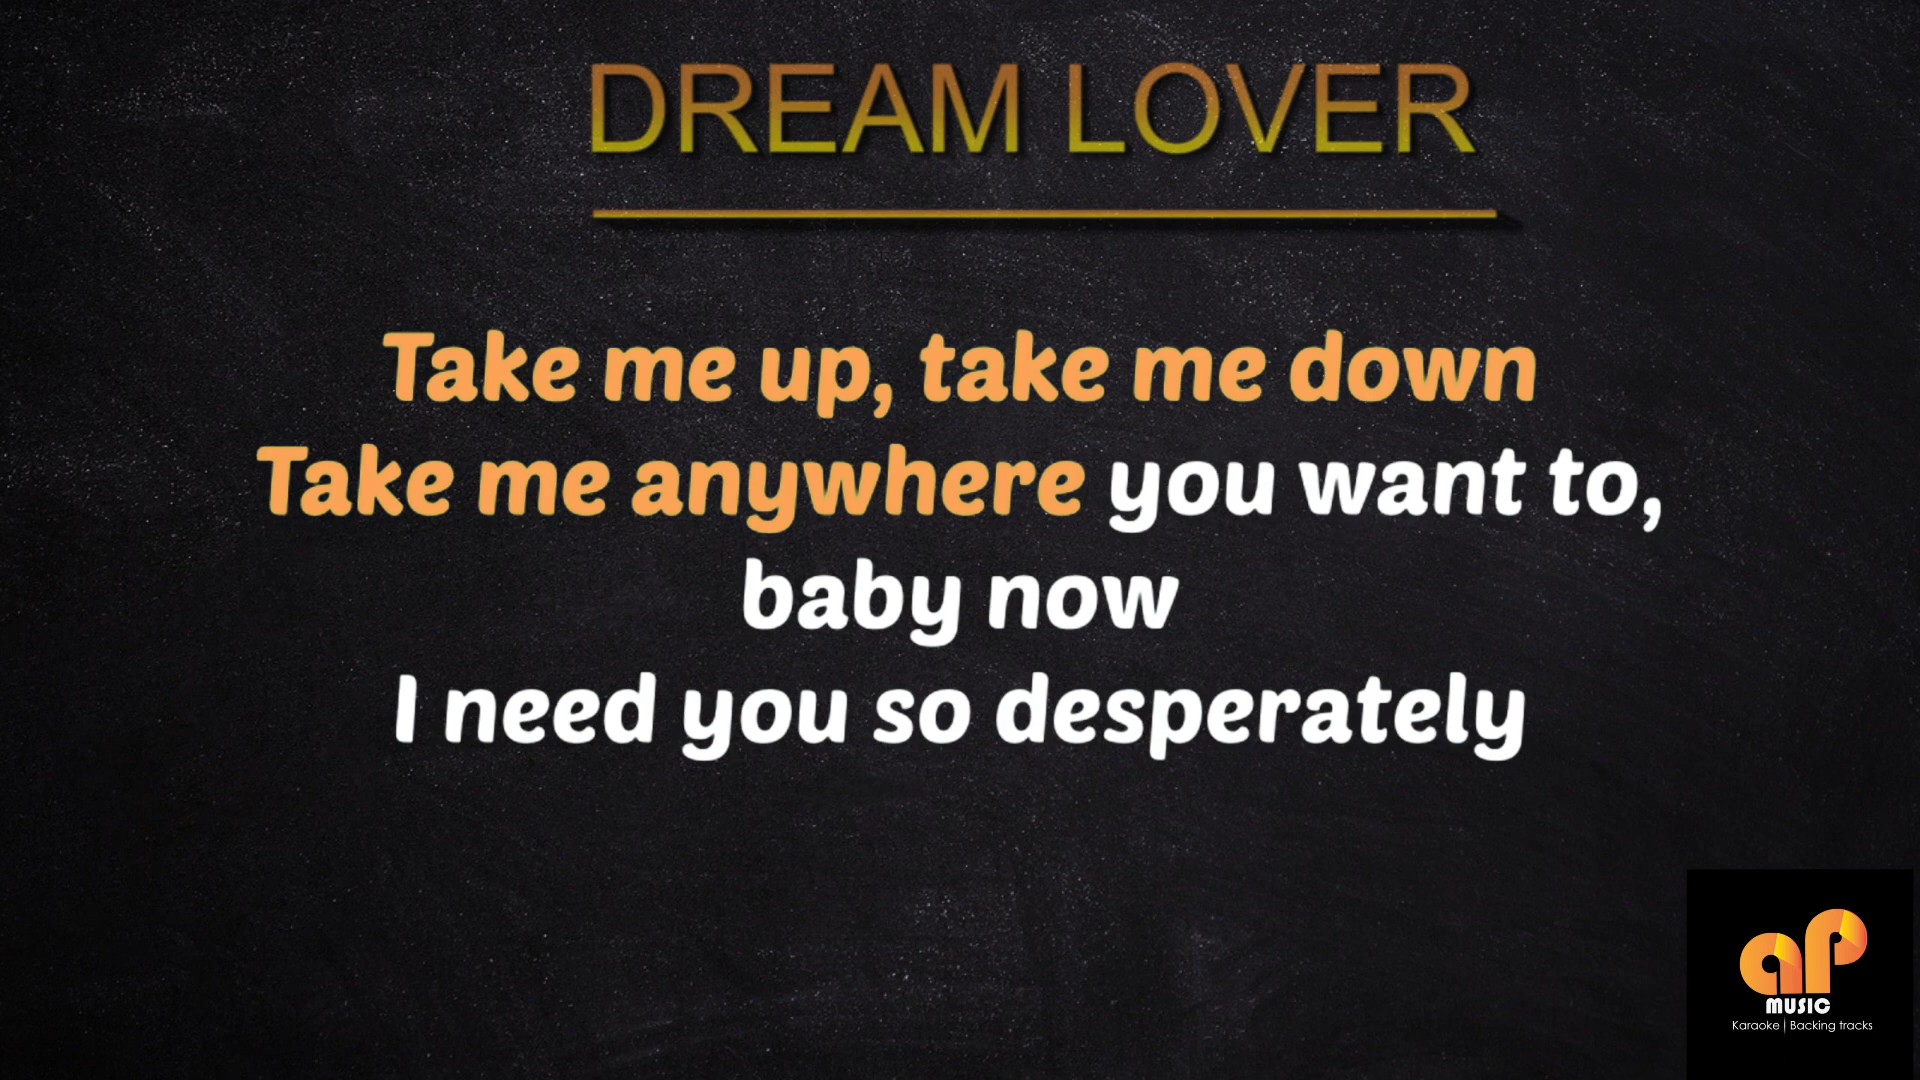 DREAM LOVER
Take me up, take me down
Take me anywhere you want to,
baby now
I need you so desperately
aP
MUSIC
Karaoke | Backing tracks